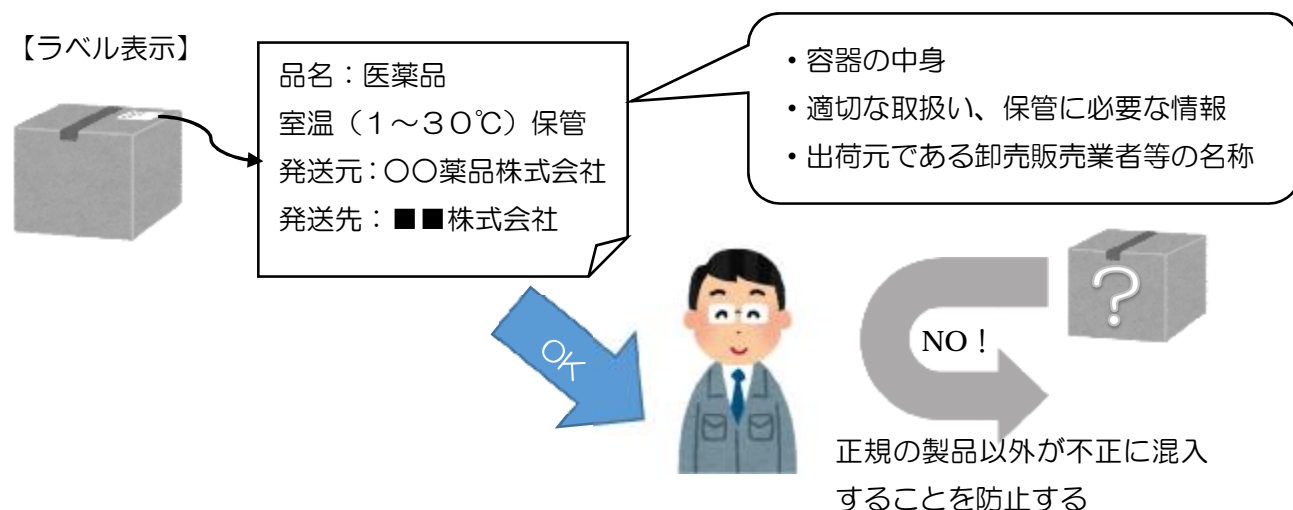 【ラベル表示】
品名：医薬品
室温（１～３０℃）保管
発送元：〇〇薬品株式会社
発送先：■■株式会社
・容器の中身
・適切な取扱い、保管に必要な情報
・出荷元である卸売販売業者等の名称
OK
?
NO！
正規の製品以外が不正に混入
することを防止する